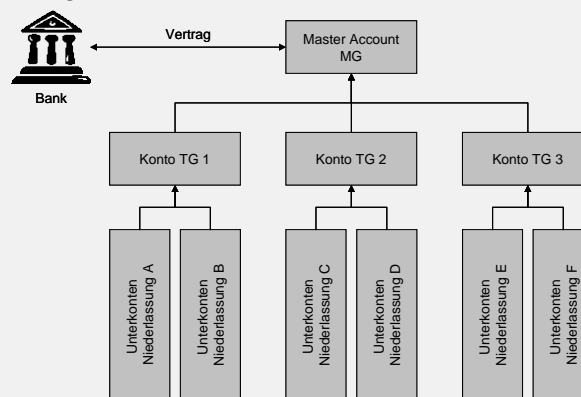 Vertrag
Master Account
MG
Bank
Konto TG 1
Konto TG 2
Konto TG 3
Unterkonten
Niederlassung A
Unterkonten
Niederlassung B
Unterkonten
Niederlassung C
Unterkonten
Niederlassung D
Unterkonten
Niederlassung E
Unterkonten
Niederlassung F